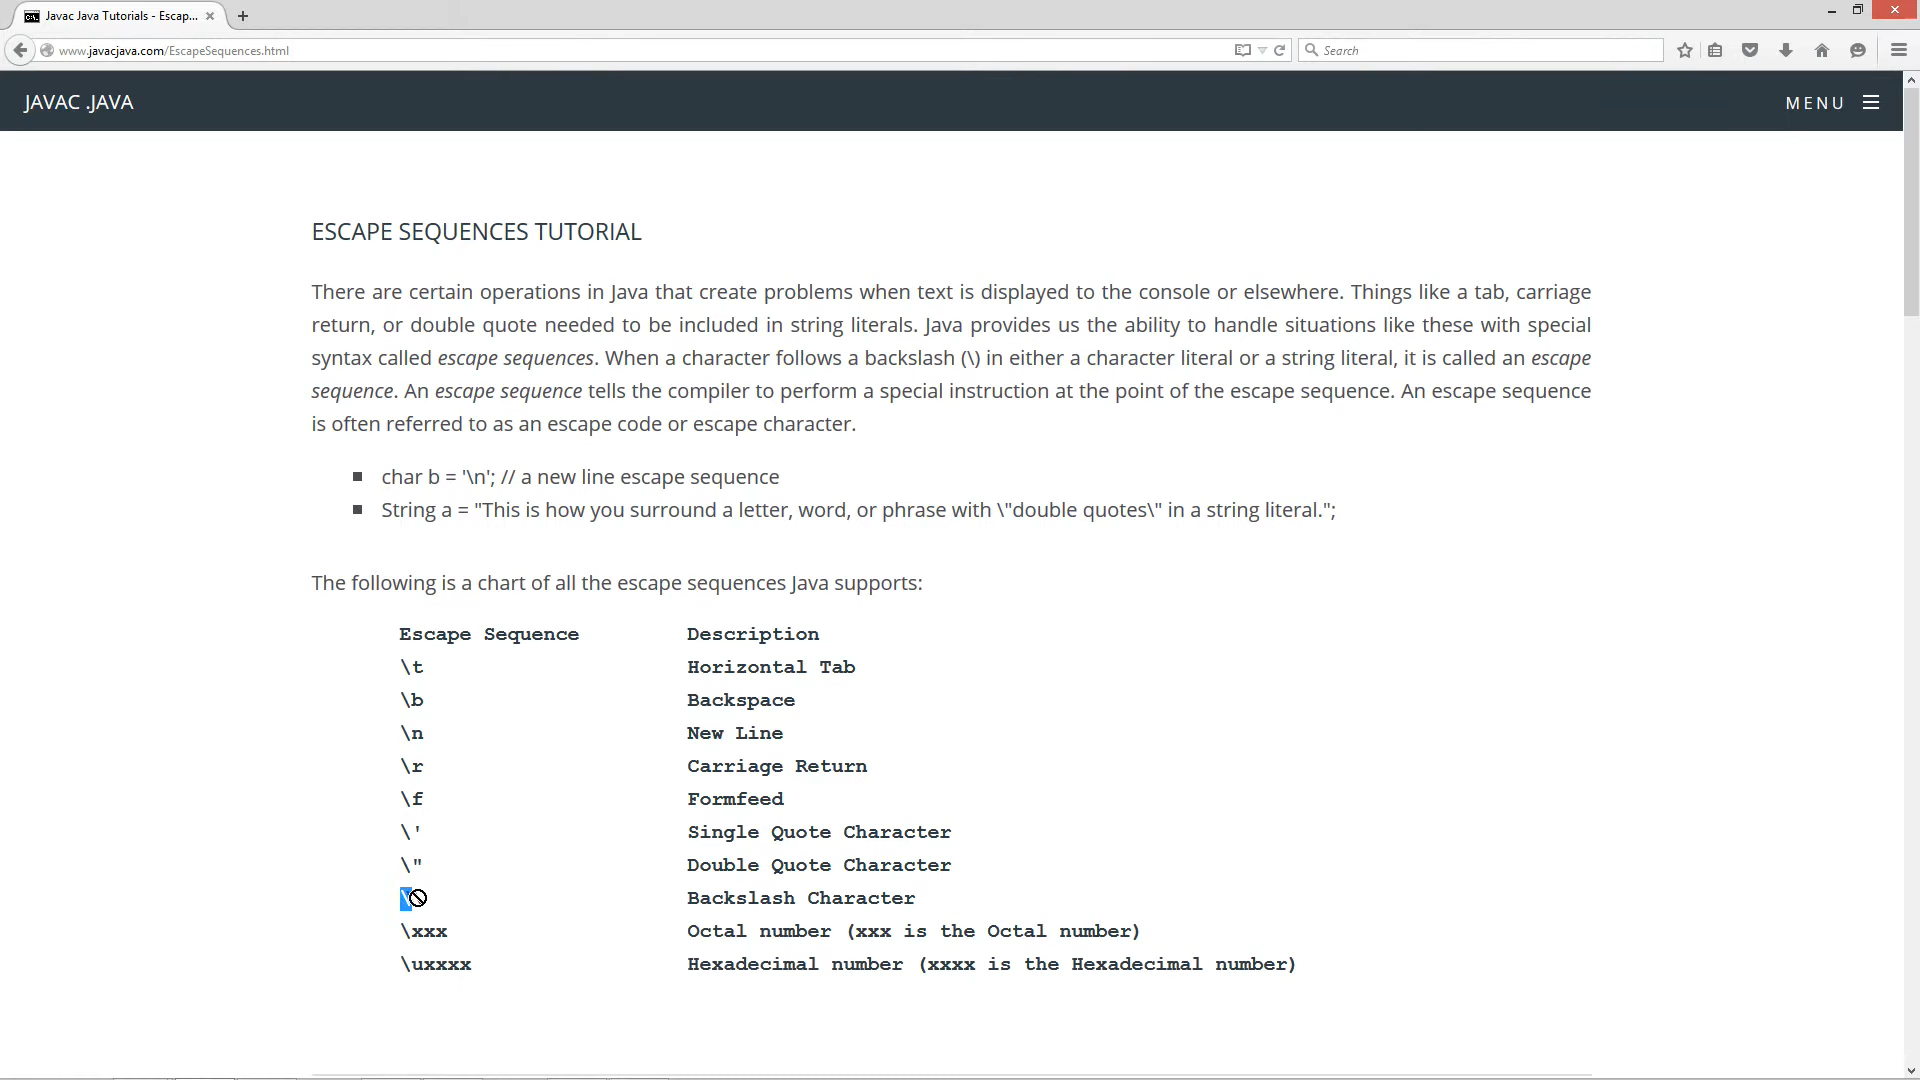 Javac Java Tutorials - Escap...
www.javacjava.com/EscapeSequences.html
Search
JAVAC .JAVA
MENU
ESCAPE SEQUENCES TUTORIAL
There are certain operations in Java that create problems when text is displayed to the console or elsewhere. Things like a tab, carriage
return, or double quote needed to be included in string literals. Java provides us the ability to handle situations like these with special
syntax called escape sequences. When a character follows a backslash (\) in either a character literal or a string literal, it is called an escape
sequence. An escape sequence tells the compiler to perform a special instruction at the point of the escape sequence. An escape sequence
is often referred to as an escape code or escape character.
char b = '\n'; // a new line escape sequence
String a = "This is how you surround a letter, word, or phrase with \"double quotes\" in a string literal.";
The following is a chart of all the escape sequences Java supports:
Escape Sequence Description
\t Horizontal Tab
\b Backspace
\n New Line
\r Carriage Return
\f Formfeed
\' Single Quote Character
\" Double Quote Character
\ Backslash Character
\xxx Octal number (xxx is the Octal number)
\uxxxx Hexadecimal number (xxxx is the Hexadecimal number)